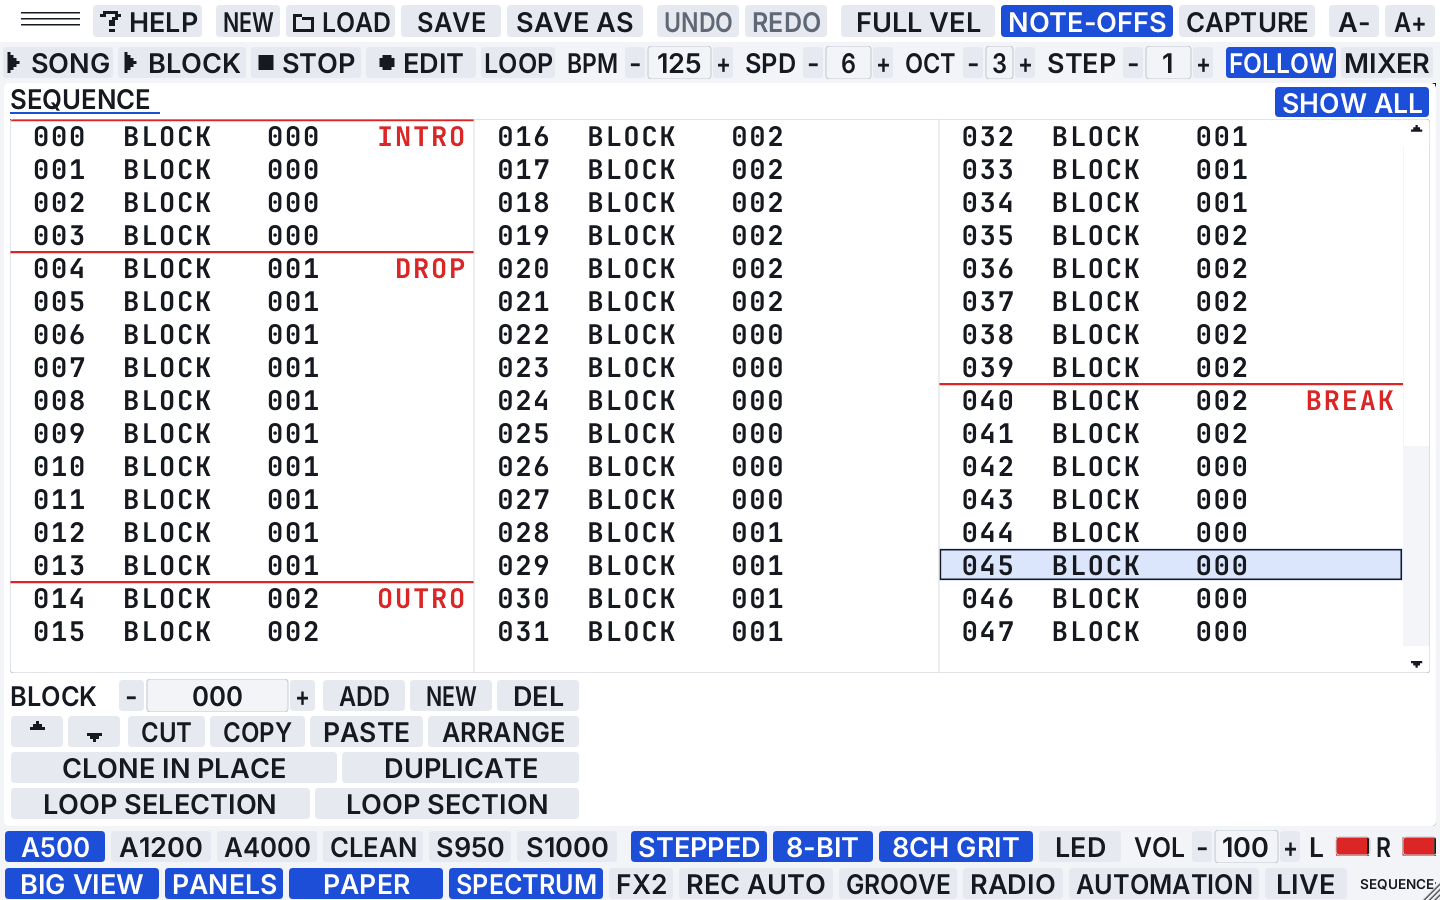 HELP NEW LOAD SAVE SAVE AS UNDO REDO FULL VEL NOTE-OFFS CAPTURE A- A+
SONG BLOCK STOP EDIT LOOP BPM - 125 + SPD - 6 + OCT - 3 + STEP - 1 + FOLLOW MIXER
SEQUENCE SHOW ALL
000 BLOCK 000 INTRO
001 BLOCK 000
002 BLOCK 000
003 BLOCK 000
004 BLOCK 001 DROP
005 BLOCK 001
006 BLOCK 001
007 BLOCK 001
008 BLOCK 001
009 BLOCK 001
010 BLOCK 001
011 BLOCK 001
012 BLOCK 001
013 BLOCK 001
014 BLOCK 002 OUTRO
015 BLOCK 002
016 BLOCK 002
017 BLOCK 002
018 BLOCK 002
019 BLOCK 002
020 BLOCK 002
021 BLOCK 002
022 BLOCK 000
023 BLOCK 000
024 BLOCK 000
025 BLOCK 000
026 BLOCK 000
027 BLOCK 000
028 BLOCK 001
029 BLOCK 001
030 BLOCK 001
031 BLOCK 001
032 BLOCK 001
033 BLOCK 001
034 BLOCK 001
035 BLOCK 002
036 BLOCK 002
037 BLOCK 002
038 BLOCK 002
039 BLOCK 002
040 BLOCK 002 BREAK
041 BLOCK 002
042 BLOCK 000
043 BLOCK 000
044 BLOCK 000
045 BLOCK 000
046 BLOCK 000
047 BLOCK 000
BLOCK - 000 + ADD NEW DEL
CUT COPY PASTE ARRANGE
CLONE IN PLACE DUPLICATE
LOOP SELECTION LOOP SECTION
A500 A1200 A4000 CLEAN S950 S1000 STEPPED 8-BIT 8CH GRIT LED VOL - 100 + L R
BIG VIEW PANELS PAPER SPECTRUM FX2 REC AUTO GROOVE RADIO AUTOMATION LIVE SEQUENCE